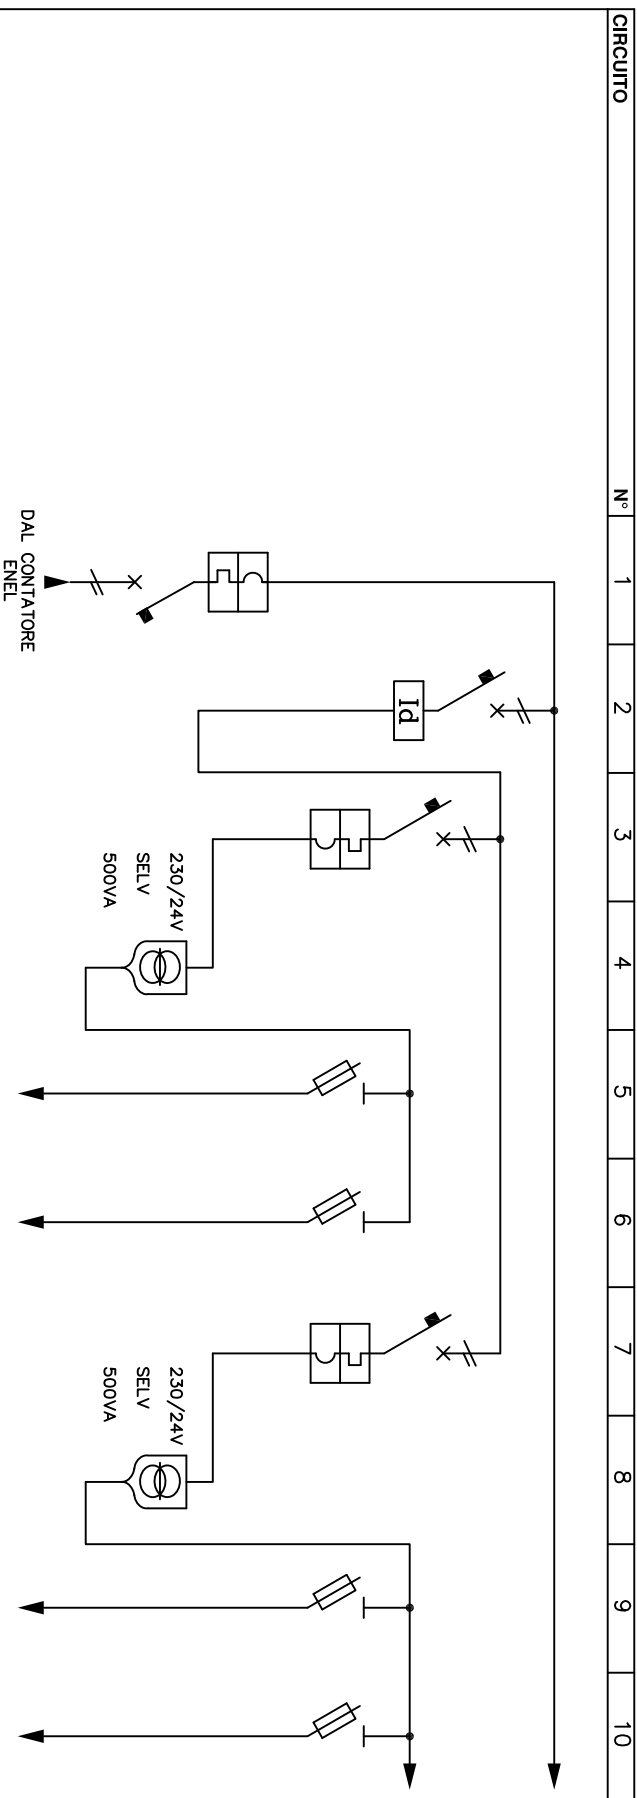 CIRCUITO
N°
1
2
3
4
5
6
7
8
9
10
DAL CONTATORE
ENEL
Id
230/24V
SELV
500VA
230/24V
SELV
500VA